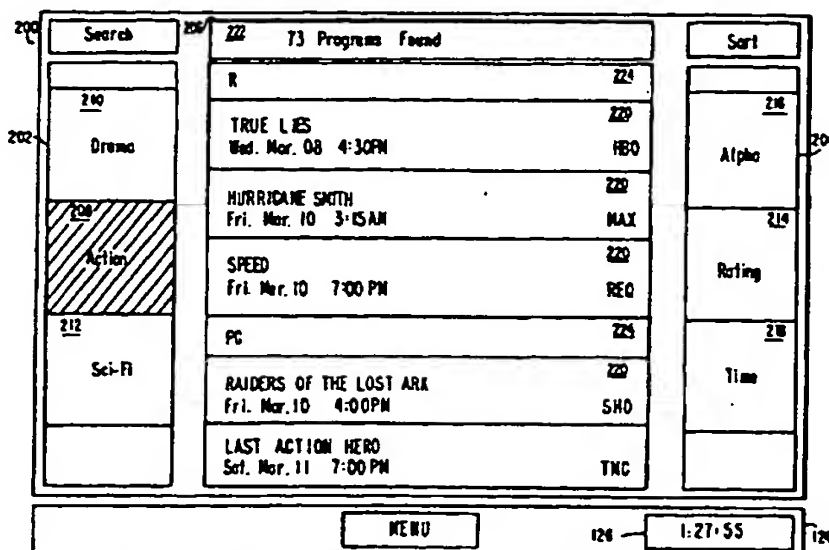 200 Search 206 222 73 Programs Found Sort
R 224
210
Drama
202
TRUE LIES 220
Wed. Mar. 08 4:30PM HBO
216
Alpha
20
208
Action
HURRICANE SMITH 220
Fri. Mar. 10 3:15AM MAX
SPEED 220
Fri. Mar. 10 7:00 PM REQ
214
Rating
212
Sci-Fi
PG 224
RAIDERS OF THE LOST ARK 220
Fri. Mar. 10 4:00PM SHO
218
Time
LAST ACTION HERO
Sat. Mar. 11 7:00 PM TMC
MENU 126 1:27:55 12